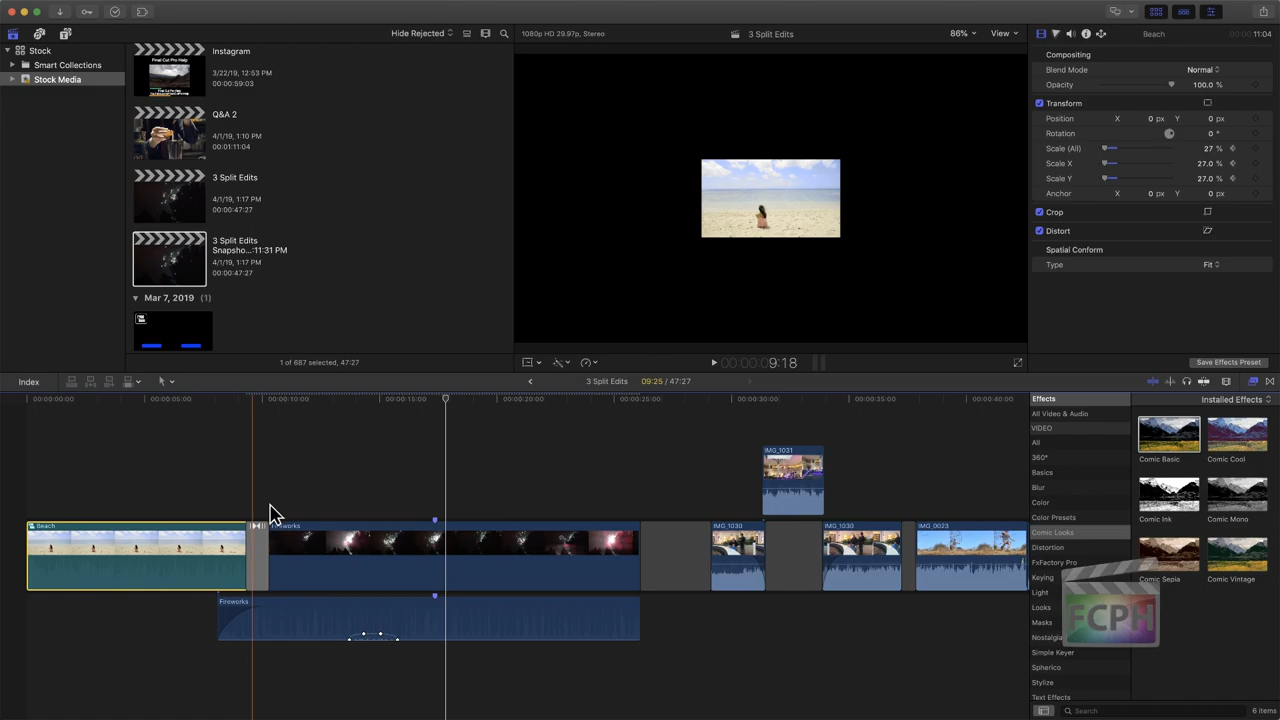 1080p HD 29.97p, Stereo
3 Split Edits
86%
View
Beach
00:00:11:04
Hide Rejected
Stock
Smart Collections
Stock Media
Instagram
3/22/19, 12:53 PM
00:00:59:03
Q&A 2
4/1/19, 1:10 PM
00:01:11:04
3 Split Edits
4/1/19, 1:17 PM
00:00:47:27
3 Split Edits
Snapsho...:11:31 PM
4/1/19, 1:17 PM
00:00:47:27
Mar 7, 2019 (1)
1 of 687 selected, 47:27
00:00:00:09:18
Compositing
Blend Mode
Normal
Opacity
100.0 %
Transform
Position
X
0 px
Y
0 px
Rotation
0 °
Scale (All)
27 %
Scale X
27.0 %
Scale Y
27.0 %
Anchor
X
0 px
Y
0 px
Crop
Distort
Spatial Conform
Type
Fit
Save Effects Preset
Index
3 Split Edits
09:25 / 47:27
00:00:00:00
00:00:05:00
00:00:10:00
00:00:15:00
00:00:20:00
00:00:25:00
00:00:30:00
00:00:35:00
00:00:40:00
Beach
Fireworks
IMG_1031
IMG_1030
IMG_1030
IMG_0023
Fireworks
Effects
Installed Effects
All Video & Audio
VIDEO
All
360°
Basics
Blur
Color
Color Presets
Comic Looks
Distortion
FxFactory Pro
Keying
Light
Looks
Masks
Nostalgia
Simple Keyer
Spherico
Stylize
Text Effects
Comic Basic
Comic Cool
Comic Ink
Comic Mono
Comic Sepia
Comic Vintage
FCPH
Search
6 items